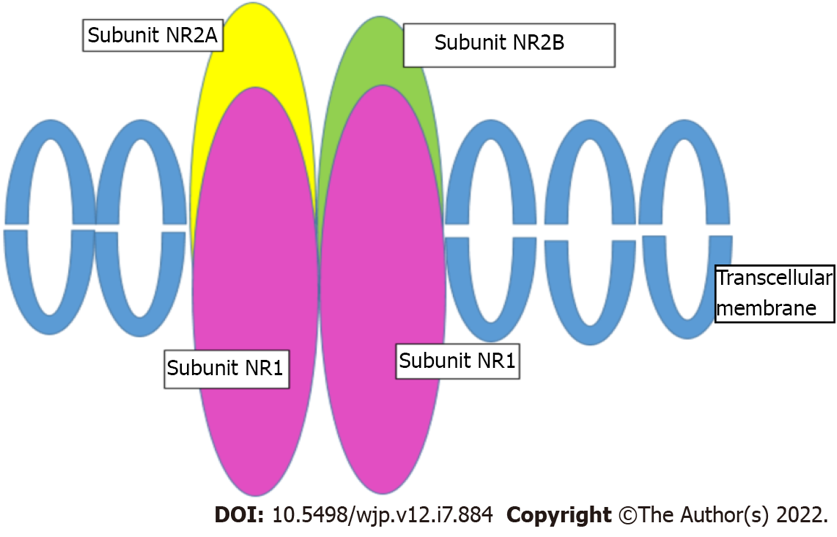 Subunit NR2A
Subunit NR2B
Transcellular
membrane
Subunit NR1
Subunit NR1
DOI: 10.5498/wjp.v12.i7.884 Copyright ©The Author(s) 2022.